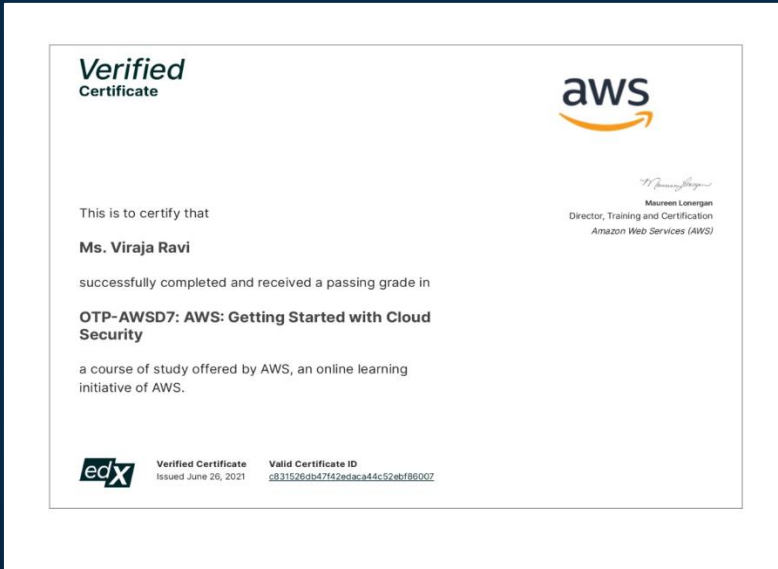 Verified
Certificate
aws
Maureen Lonergan
Director, Training and Certification
Amazon Web Services (AWS)
This is to certify that
Ms. Viraja Ravi
successfully completed and received a passing grade in
OTP-AWSD7: AWS: Getting Started with Cloud
Security
a course of study offered by AWS, an online learning
initiative of AWS.
edX
Verified Certificate
Issued June 26, 2021
Valid Certificate ID
c831526db47f42edaca44c52ebf86007